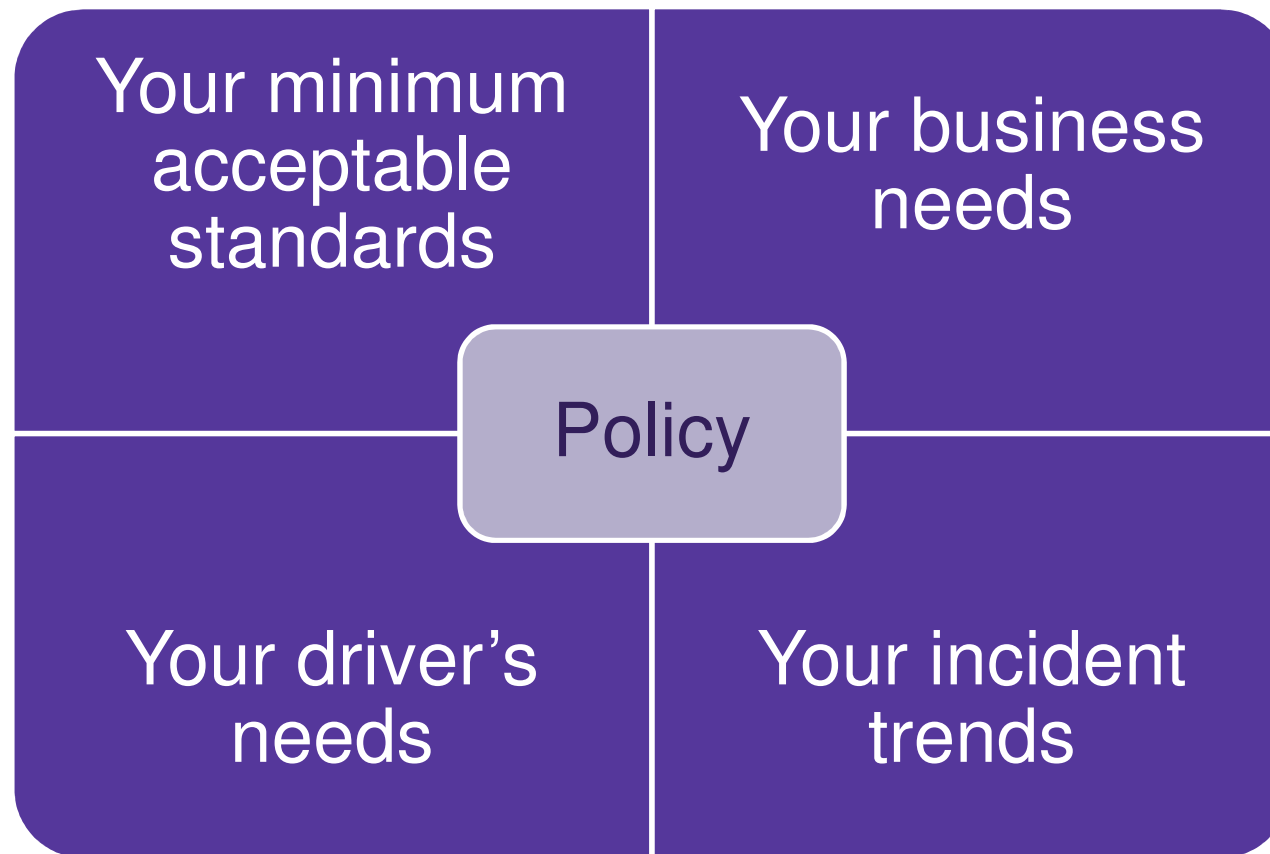 Your minimum
acceptable
standards
Your business
needs
Policy
Your driver’s
needs
Your incident
trends